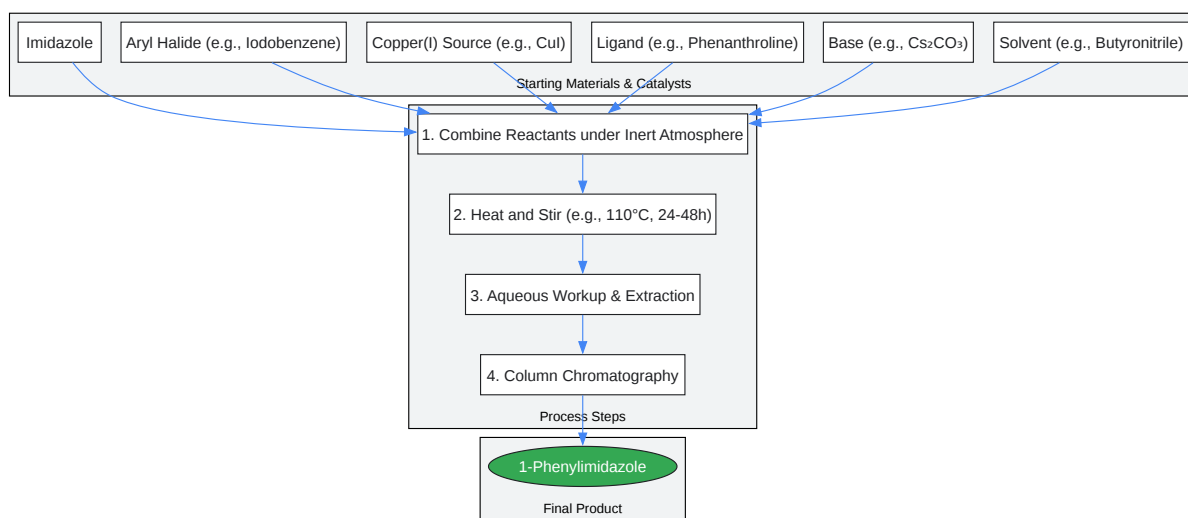 Imidazole
Aryl Halide (e.g., Iodobenzene)
Copper(I) Source (e.g., CuI)
Ligand (e.g., Phenanthroline)
Base (e.g., Cs₂CO₃)
Solvent (e.g., Butyronitrile)
Starting Materials & Catalysts
1. Combine Reactants under Inert Atmosphere
2. Heat and Stir (e.g., 110°C, 24-48h)
3. Aqueous Workup & Extraction
4. Column Chromatography
Process Steps
1-Phenylimidazole
Final Product